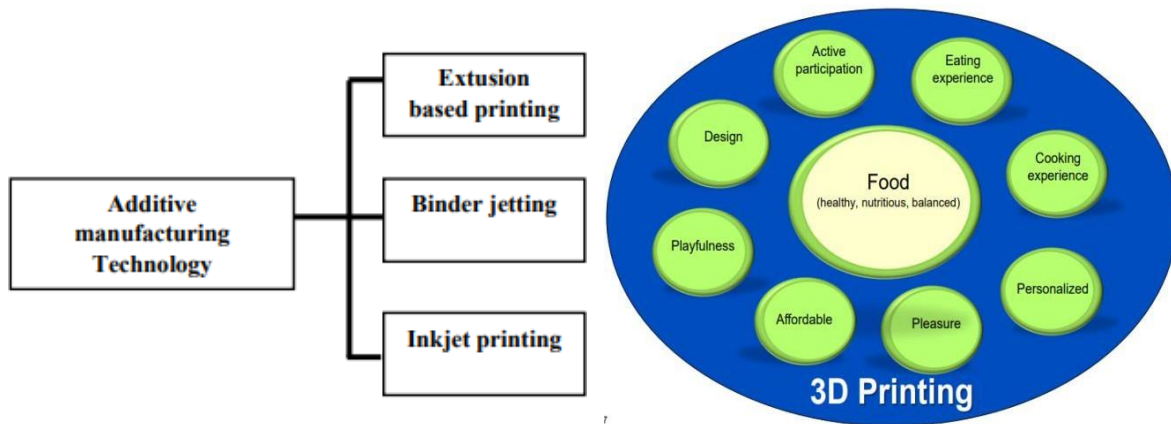 Additive
manufacturing
Technology
Extusion
based printing
Binder jetting
Inkjet printing
Active
participation
Eating
experience
Design
Cooking
experience
Food
(healthy, nutritious, balanced)
Playfulness
Personalized
Affordable
Pleasure
3D Printing